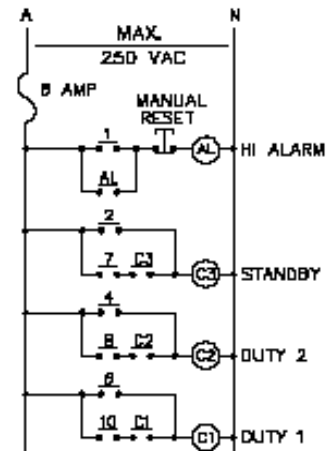 A N
MAX.
250 VAC
8 AMP
MANUAL
RESET
1
AL HI ALARM
AL
2
7 C3
C3 STANDBY
4
8 C2
C2 DUTY 2
6
10 C1
C1 DUTY 1